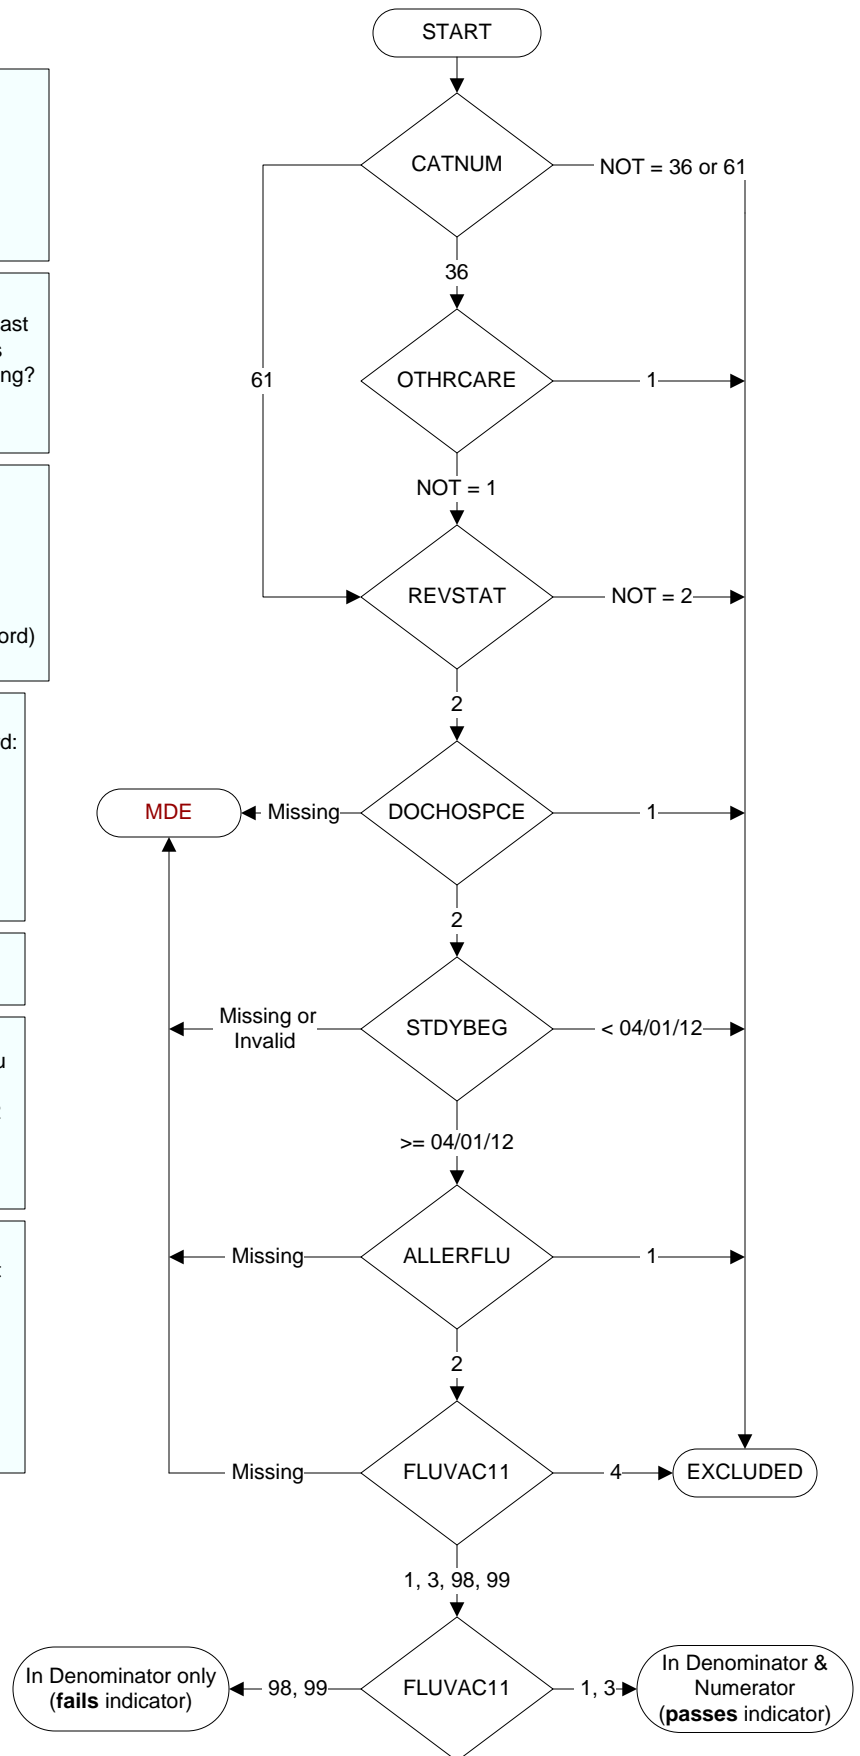 START
CATNUM
NOT = 36 or 61
36
ast
s
ng?
61
OTHRCARE
1
NOT = 1
REVSTAT
NOT = 2
ord)
2
d:
MDE
Missing
DOCHOSPCE
1
2
Missing or
Invalid
STDYBEG
< 04/01/12
u
>= 04/01/12
Missing
ALLERFLU
1
2
Missing
FLUVAC11
4
EXCLUDED
1, 3, 98, 99
In Denominator only
(fails indicator)
98, 99
FLUVAC11
1, 3
In Denominator &
Numerator
(passes indicator)